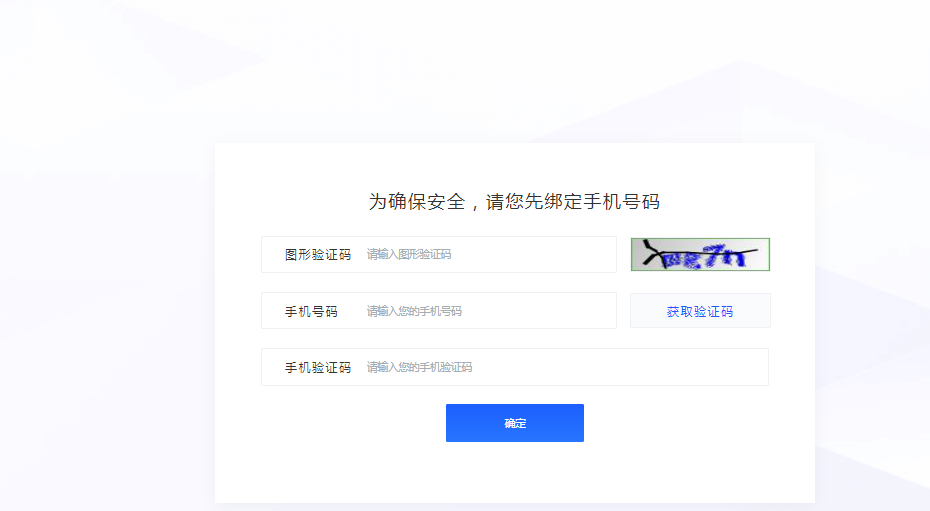 为确保安全，请您先绑定手机号码
图形验证码 请输入图形验证码
手机号码 请输入您的手机号码 获取验证码
手机验证码 请输入您的手机验证码
确定